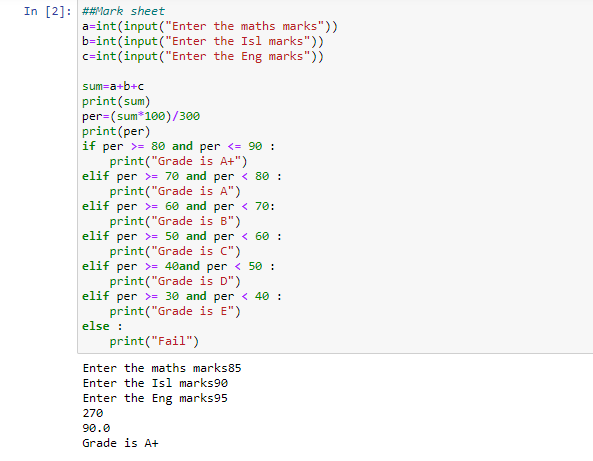 In [2]: ##Mark sheet
a=int(input("Enter the maths marks"))
b=int(input("Enter the Isl marks"))
c=int(input("Enter the Eng marks"))
sum=a+b+c
print(sum)
per=(sum*100)/300
print(per)
if per >= 80 and per <= 90 :
    print("Grade is A+")
elif per >= 70 and per < 80 :
    print("Grade is A")
elif per >= 60 and per < 70:
    print("Grade is B")
elif per >= 50 and per < 60 :
    print("Grade is C")
elif per >= 40and per < 50 :
    print("Grade is D")
elif per >= 30 and per < 40 :
    print("Grade is E")
else :
    print("Fail")
Enter the maths marks85
Enter the Isl marks90
Enter the Eng marks95
270
90.0
Grade is A+